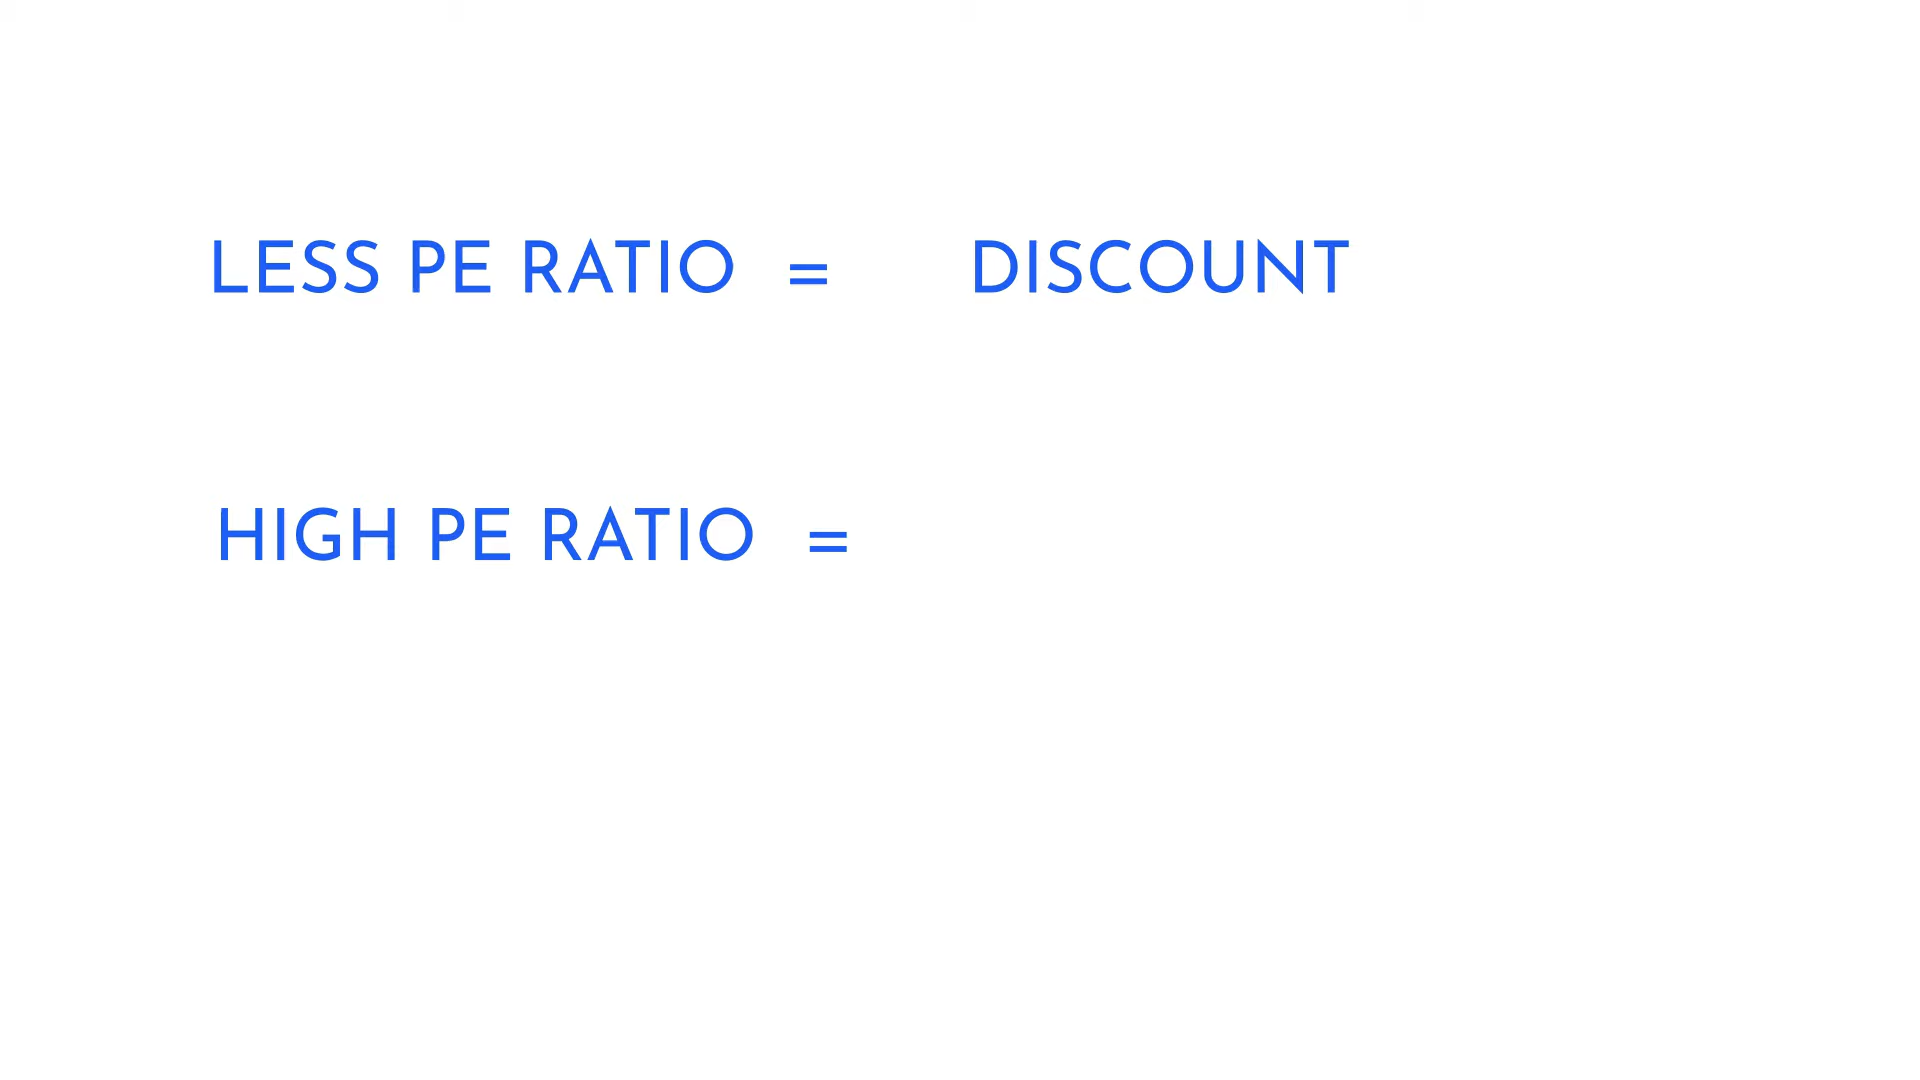 LESS PE RATIO = DISCOUNT
HIGH PE RATIO =